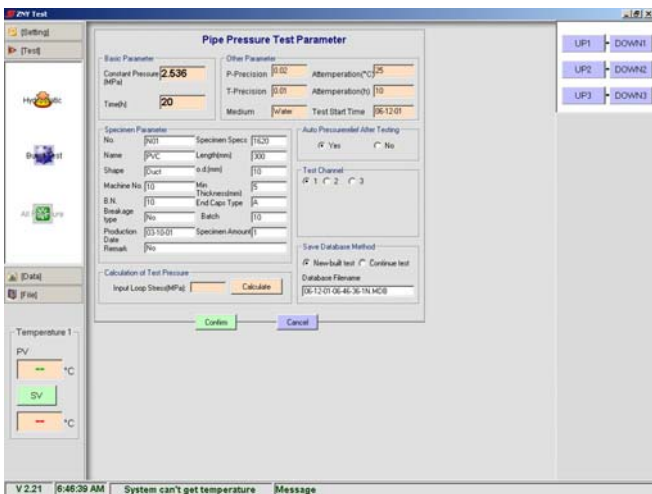 ZNY Test
[Setting]
[Test]
[Data]
[File]
Temperature 1
PV
-- °C
SV
-- °C
Pipe Pressure Test Parameter
Basic Parameter
Constant Pressure(MPa) 2.536
Time(h) 20
Other Parameter
P-Precision 0.02 Attemperation(°C) 25
T-Precision 0.01 Attemperation(h) 10
Medium Water Test Start Time 06-12-01
Specimen Parameter
No. N01 Specimen Specs 1620
Name PVC Length(mm) 300
Shape Duct o.d.(mm) 10
Machine No 10 Min Thickness(mm) 5
B.N. 10 End Caps Type A
Breakage type No Batch 10
Production Date 03-10-01 Specimen Amount 1
Remark No
Auto Pressurerelief After Testing
Yes No
Test Channel
1 2 3
Save Database Method
New-built test Continue test
Database Filename
06-12-01-06-46-36-1N.MDB
Calculation of Test Pressure
Input Loop Stress(MPa) Calculate
Confirm Cancel
UP1 - DOWN1
UP2 - DOWN2
UP3 - DOWN3
V 2.21 6:46:39 AM System can't get temperature Message